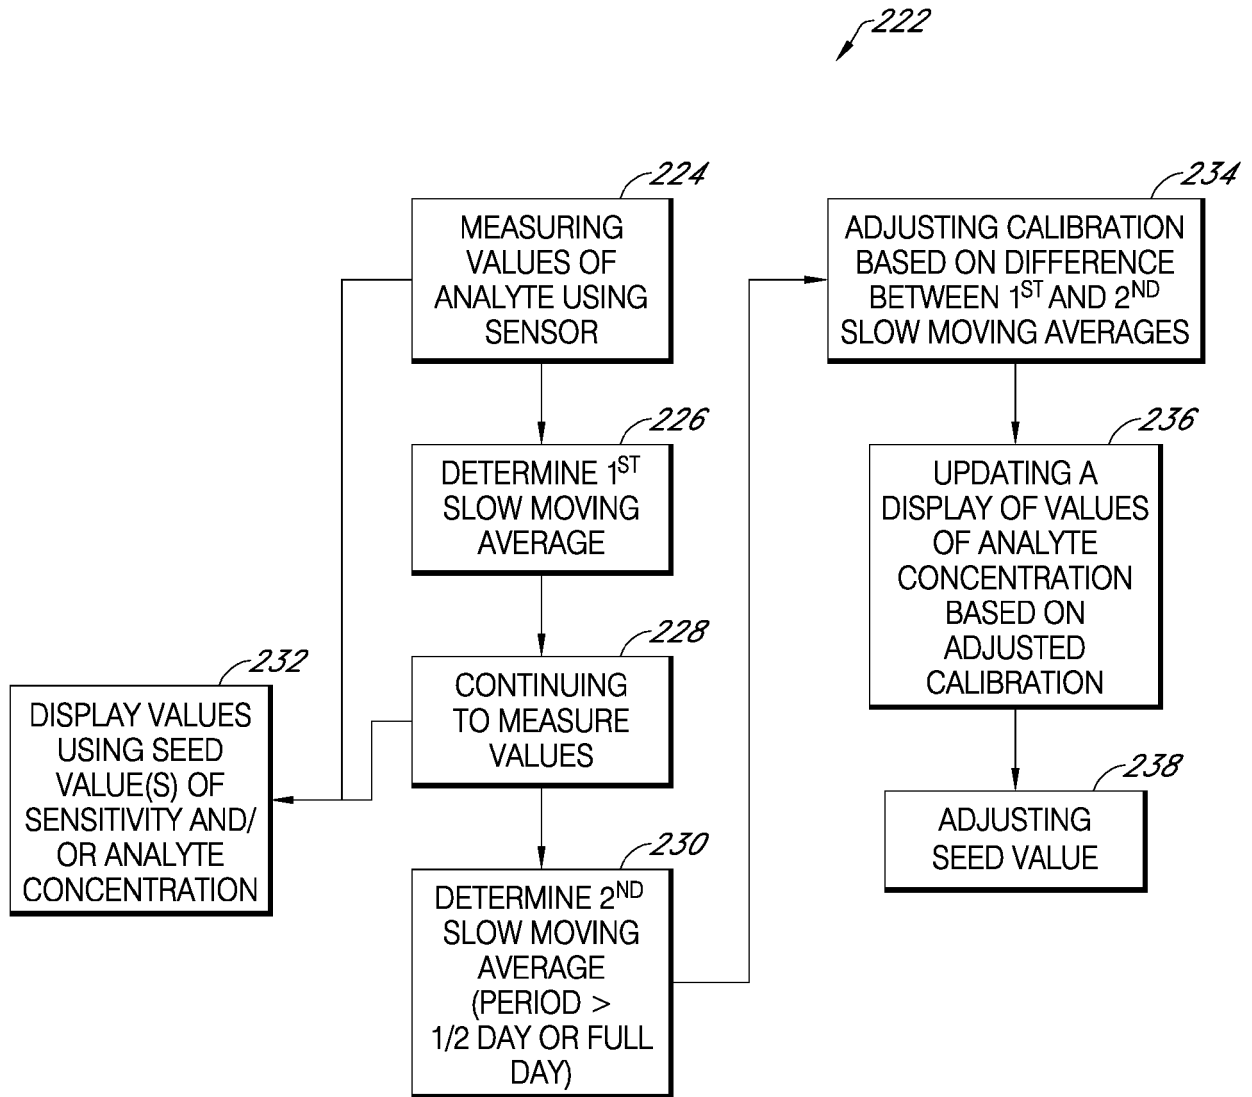 222
224
MEASURING
VALUES OF
ANALYTE USING
SENSOR
226
DETERMINE 1ST
SLOW MOVING
AVERAGE
228
CONTINUING
TO MEASURE
VALUES
232
DISPLAY VALUES
USING SEED
VALUE(S) OF
SENSITIVITY AND/
OR ANALYTE
CONCENTRATION
230
DETERMINE 2ND
SLOW MOVING
AVERAGE
(PERIOD >
1/2 DAY OR FULL
DAY)
234
ADJUSTING CALIBRATION
BASED ON DIFFERENCE
BETWEEN 1ST AND 2ND
SLOW MOVING AVERAGES
236
UPDATING A
DISPLAY OF VALUES
OF ANALYTE
CONCENTRATION
BASED ON
ADJUSTED
CALIBRATION
238
ADJUSTING
SEED VALUE